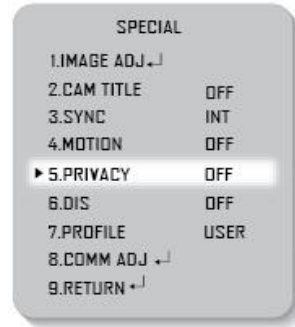 SPECIAL
1.IMAGE ADJ↵
2.CAM TITLE OFF
3.SYNC INT
4.MOTION OFF
▶5.PRIVACY OFF
6.DIS OFF
7.PROFILE USER
8.COMM ADJ ↵
9.RETURN↵